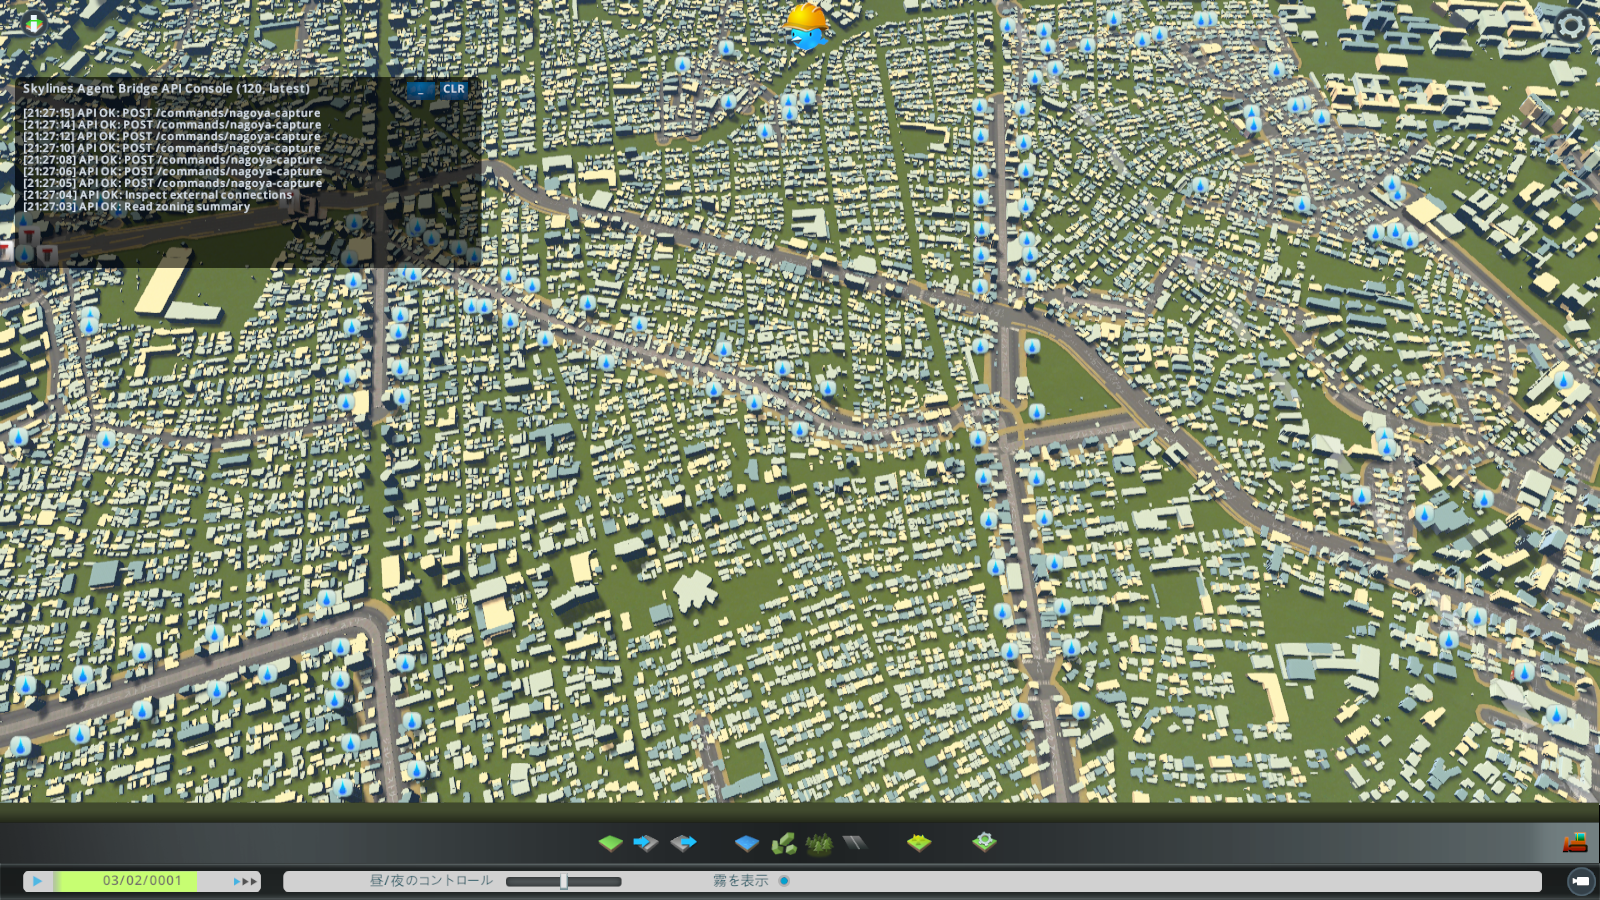 Skylines Agent Bridge API Console (120, latest)
CLR
[21:27:15] API OK: POST /commands/nagoya-capture
[21:27:14] API OK: POST /commands/nagoya-capture
[21:27:12] API OK: POST /commands/nagoya-capture
[21:27:10] API OK: POST /commands/nagoya-capture
[21:27:08] API OK: POST /commands/nagoya-capture
[21:27:06] API OK: POST /commands/nagoya-capture
[21:27:05] API OK: POST /commands/nagoya-capture
[21:27:04] API OK: Inspect external connections
[21:27:03] API OK: Read zoning summary
03/02/0001
昼/夜のコントロール
霧を表示